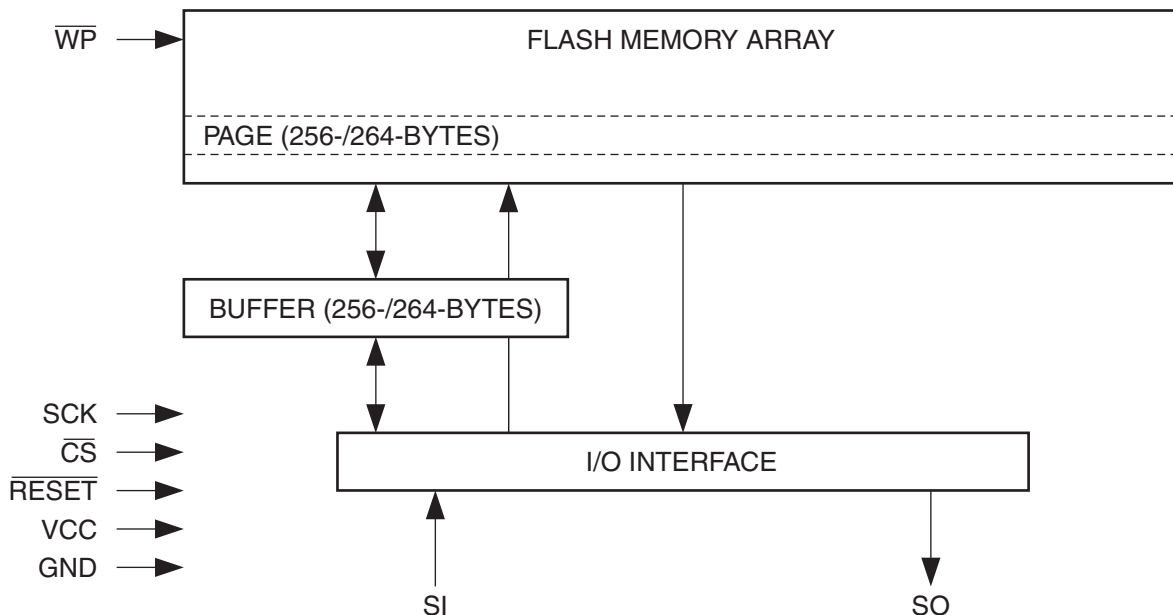 WP
FLASH MEMORY ARRAY
PAGE (256-/264-BYTES)
BUFFER (256-/264-BYTES)
SCK
CS
I/O INTERFACE
RESET
VCC
GND
SI
SO